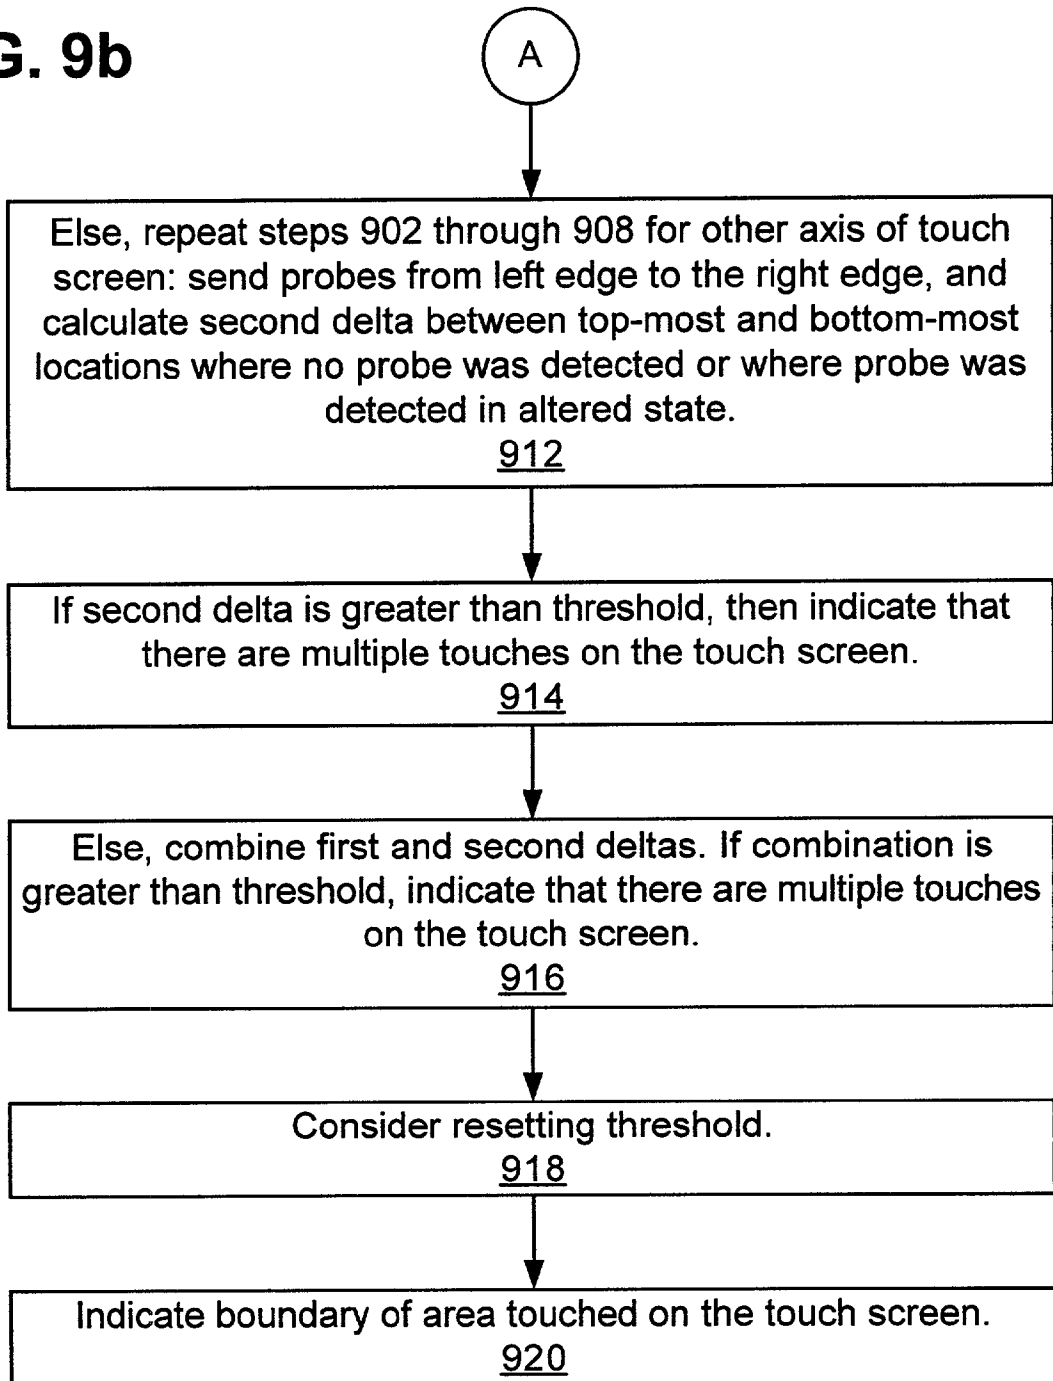 G. 9b
A
Else, repeat steps 902 through 908 for other axis of touch
screen: send probes from left edge to the right edge, and
calculate second delta between top-most and bottom-most
locations where no probe was detected or where probe was
detected in altered state.
912
If second delta is greater than threshold, then indicate that
there are multiple touches on the touch screen.
914
Else, combine first and second deltas. If combination is
greater than threshold, indicate that there are multiple touches
on the touch screen.
916
Consider resetting threshold.
918
Indicate boundary of area touched on the touch screen.
920